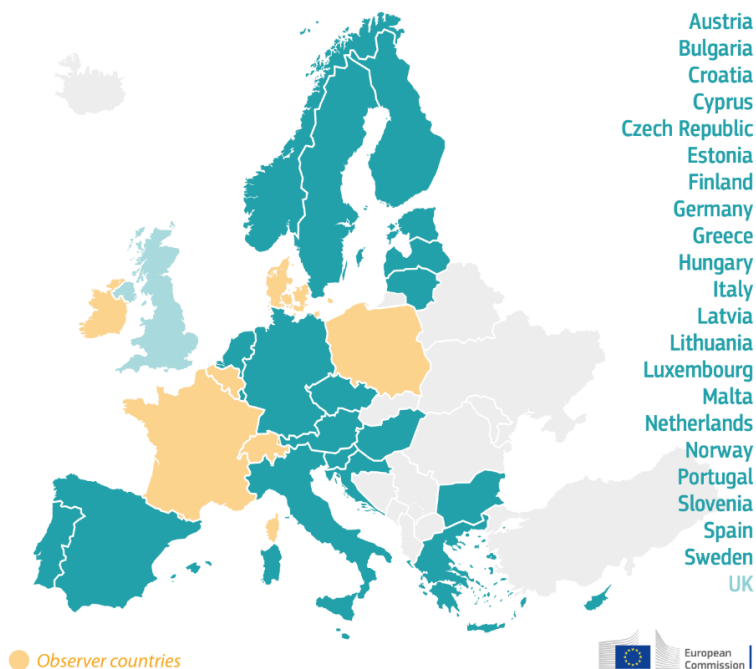 Austria
Bulgaria
Croatia
Cyprus
Czech Republic
Estonia
Finland
Germany
Greece
Hungary
Italy
Latvia
Lithuania
Luxembourg
Malta
Netherlands
Norway
Portugal
Slovenia
Spain
Sweden
UK
Observer countries
European
Commission